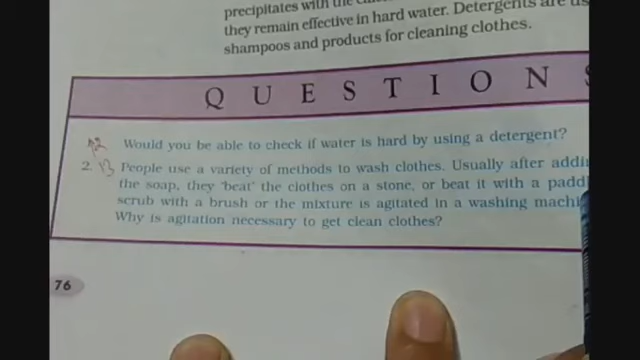 precipitates with the
they remain effective in hard water. Detergents are
shampoos and products for cleaning clothes.
QUESTIONS
12 Would you be able to check if water is hard by using a detergent?
2. 13 People use a variety of methods to wash clothes. Usually after
the soap, they 'beat' the clothes on a stone, or beat it with a
scrub with a brush or the mixture is agitated in a washing
Why is agitation necessary to get clean clothes?
76